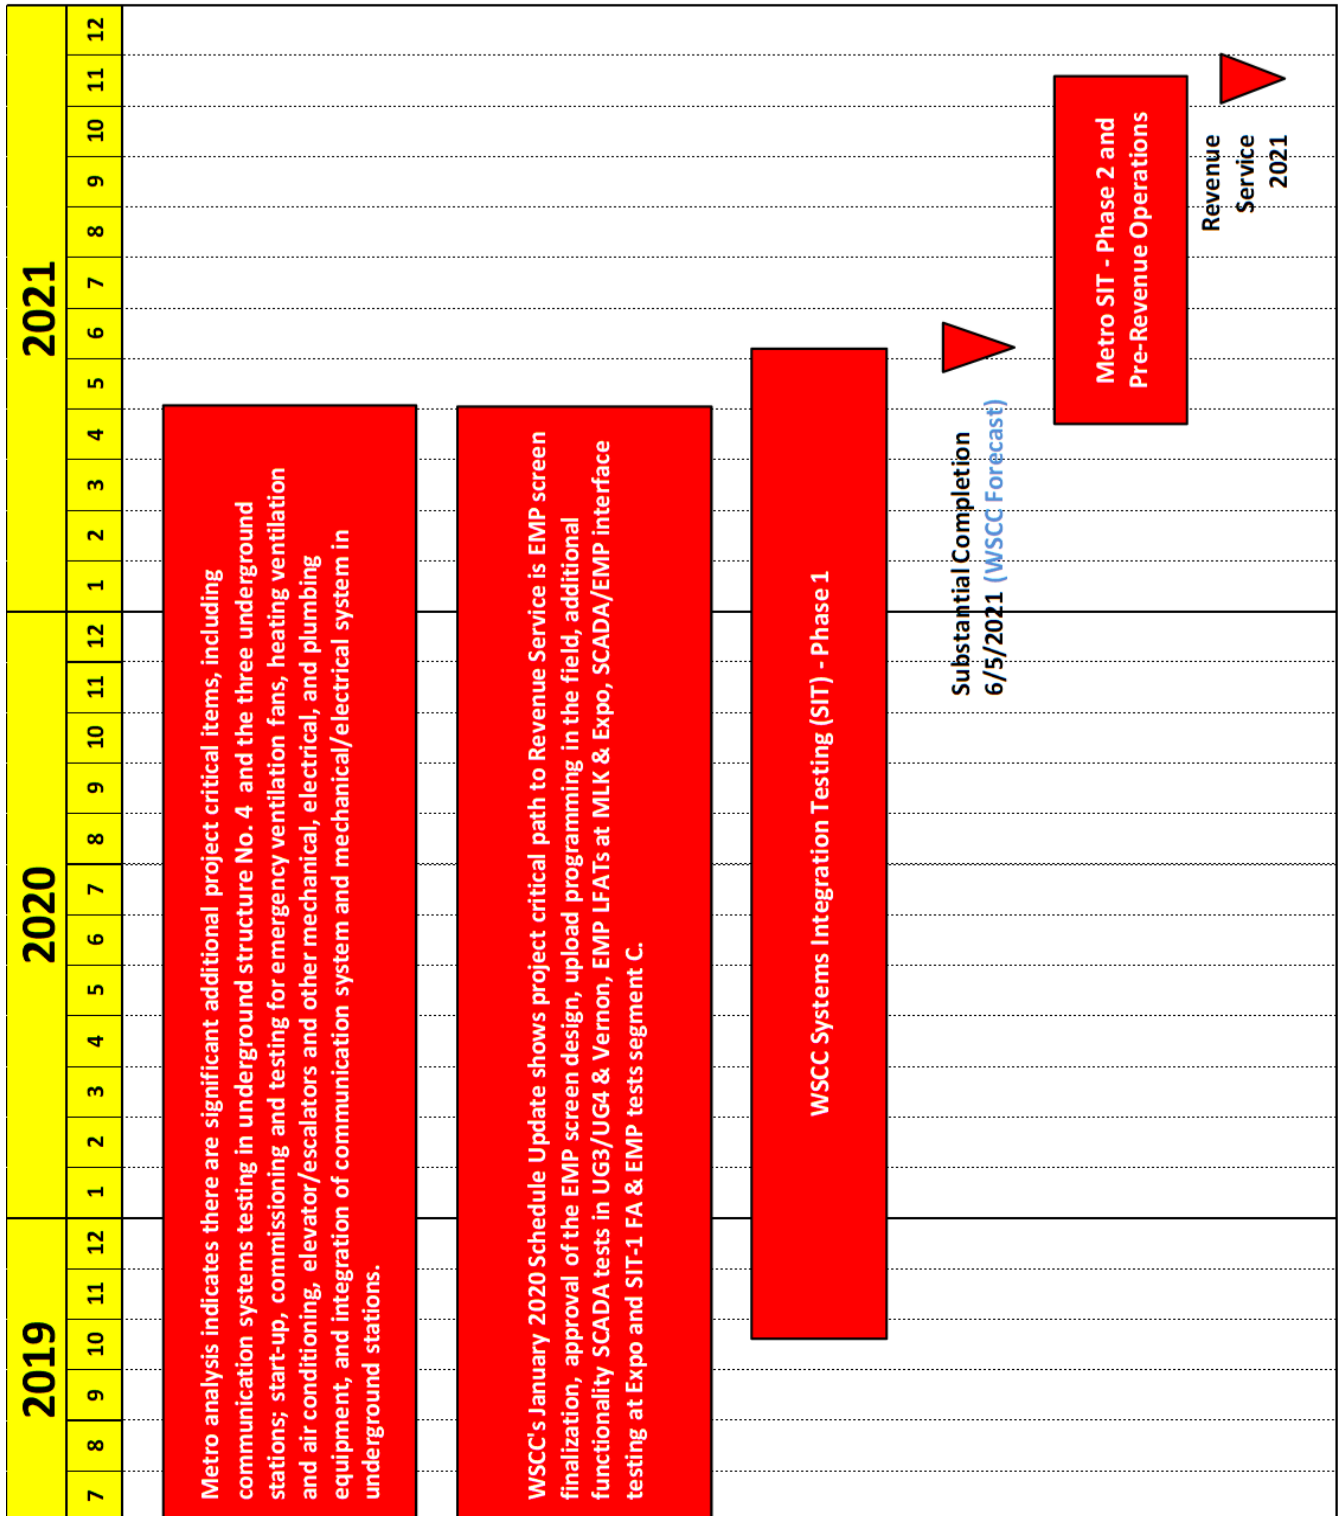 2019 2020 2021
7 8 9 10 11 12 1 2 3 4 5 6 7 8 9 10 11 12 1 2 3 4 5 6 7 8 9 10 11 12
Metro analysis indicates there are significant additional project critical items, including
communication systems testing in underground structure No. 4 and the three underground
stations; start-up, commissioning and testing for emergency ventilation fans, heating ventilation
and air conditioning, elevator/escalators and other mechanical, electrical, and plumbing
equipment, and integration of communication system and mechanical/electrical system in
underground stations.
WSCC's January 2020 Schedule Update shows project critical path to Revenue Service is EMP screen
finalization, approval of the EMP screen design, upload programming in the field, additional
functionality SCADA tests in UG3/UG4 & Vernon, EMP LFATs at MLK & Expo, SCADA/EMP interface
testing at Expo and SIT-1 FA & EMP tests segment C.
WSCC Systems Integration Testing (SIT) - Phase 1
Substantial Completion
6/5/2021 (WSCC Forecast)
Metro SIT - Phase 2 and
Pre-Revenue Operations
Revenue
Service
2021